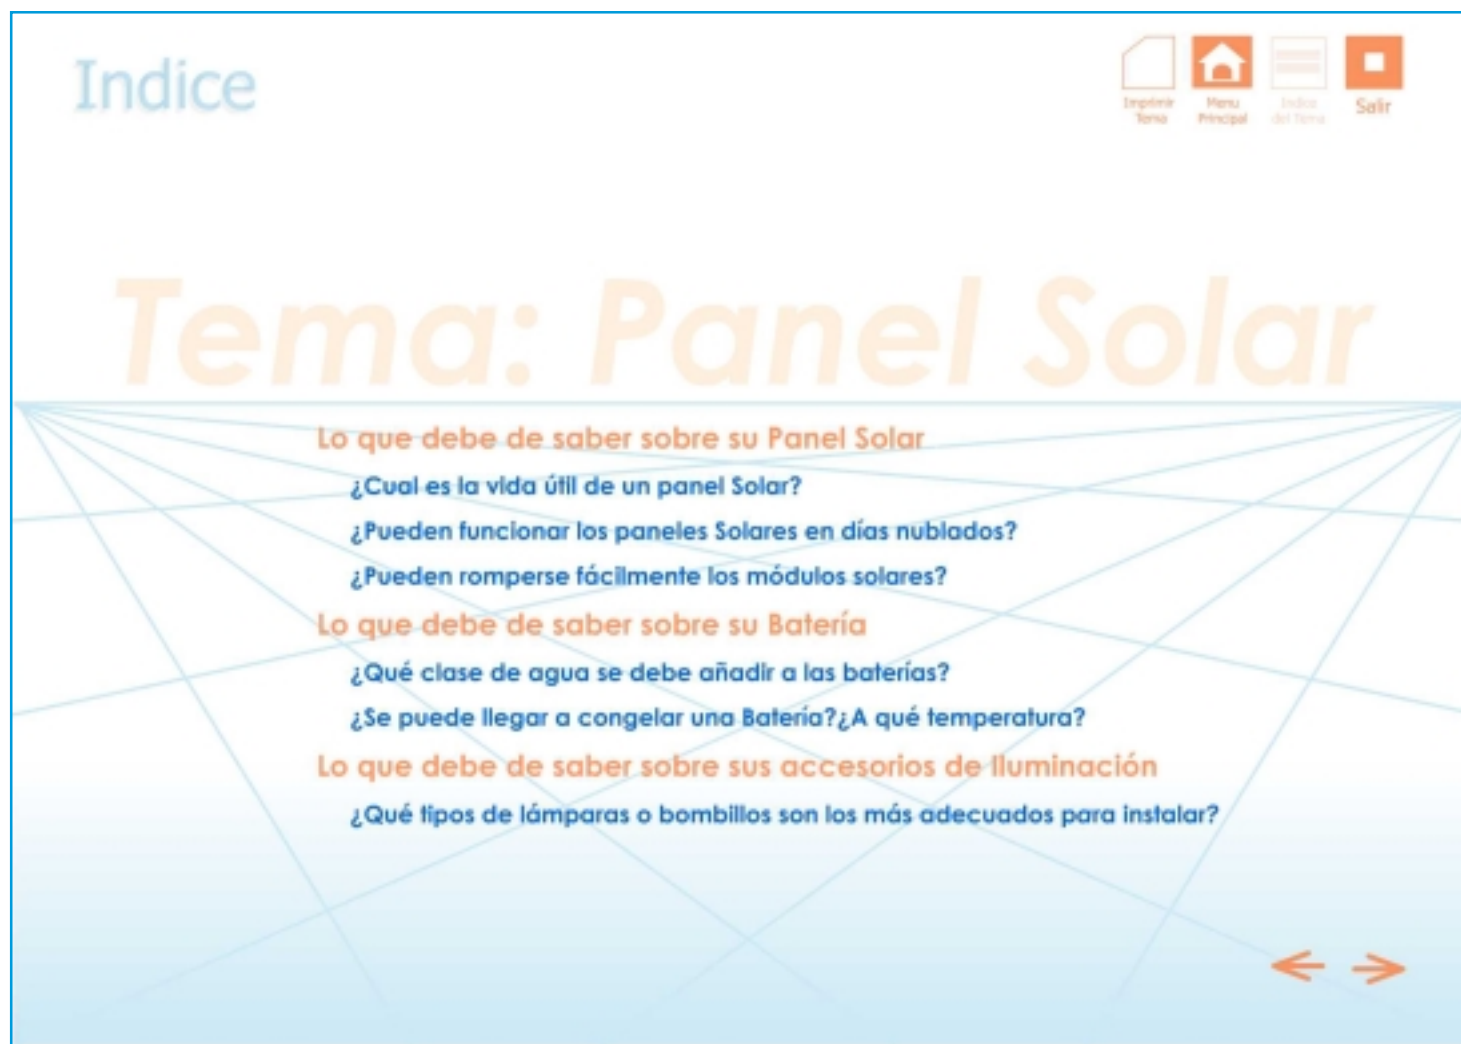 Indice
Imprimir
Tema
Menu
Principal
Indice
del Tema
Salir
Tema: Panel Solar
Lo que debe de saber sobre su Panel Solar
¿Cual es la vida útil de un panel Solar?
¿Pueden funcionar los paneles Solares en días nublados?
¿Pueden romperse fácilmente los módulos solares?
Lo que debe de saber sobre su Batería
¿Qué clase de agua se debe añadir a las baterías?
¿Se puede llegar a congelar una Batería?¿A qué temperatura?
Lo que debe de saber sobre sus accesorios de Iluminación
¿Qué tipos de lámparas o bombillos son los más adecuados para instalar?